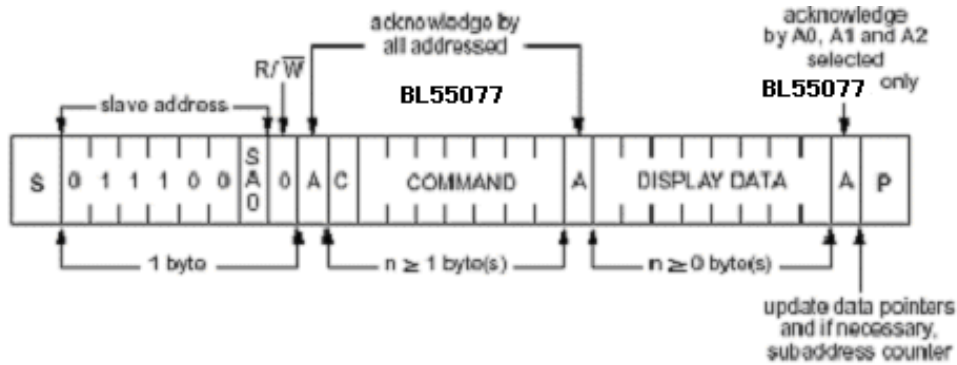 acknowledge by
all addressed
BL55077
acknowledge
by A0, A1 and A2
selected
BL55077 only
R/W̅
slave address
S 0 1 1 1 0 0 SA0 0 A C COMMAND A DISPLAY DATA A P
1 byte
n ≥ 1 byte(s)
n ≥ 0 byte(s)
update data pointers
and if necessary,
subaddress counter